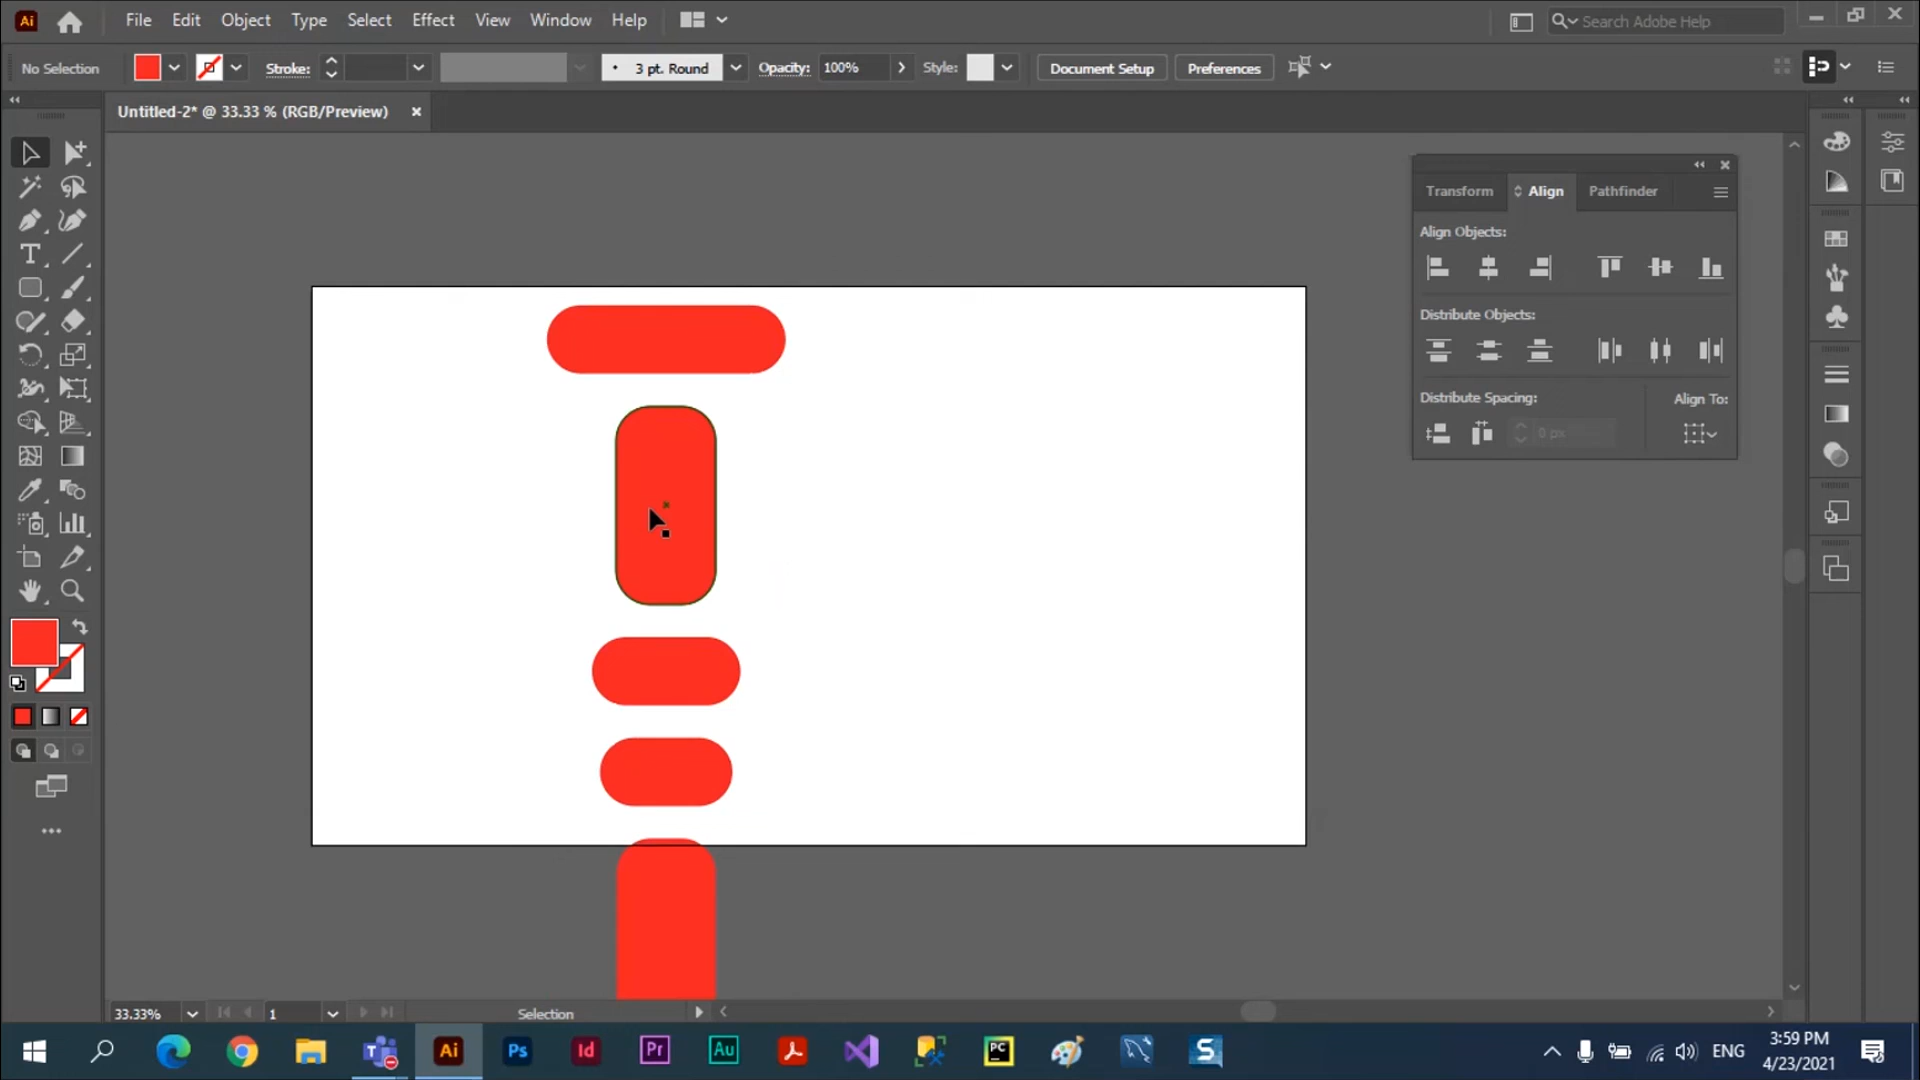 Ai File Edit Object Type Select Effect View Window Help Search Adobe Help
No Selection Stroke: 3 pt. Round Opacity: 100% Style: Document Setup Preferences
Untitled-2* @ 33.33 % (RGB/Preview)
Transform Align Pathfinder
Align Objects:
Distribute Objects:
Distribute Spacing: Align To:
0 px
T
33.33% 1 Selection
Ai Ps Id Pr Au PC S ENG 3:59 PM
4/23/2021